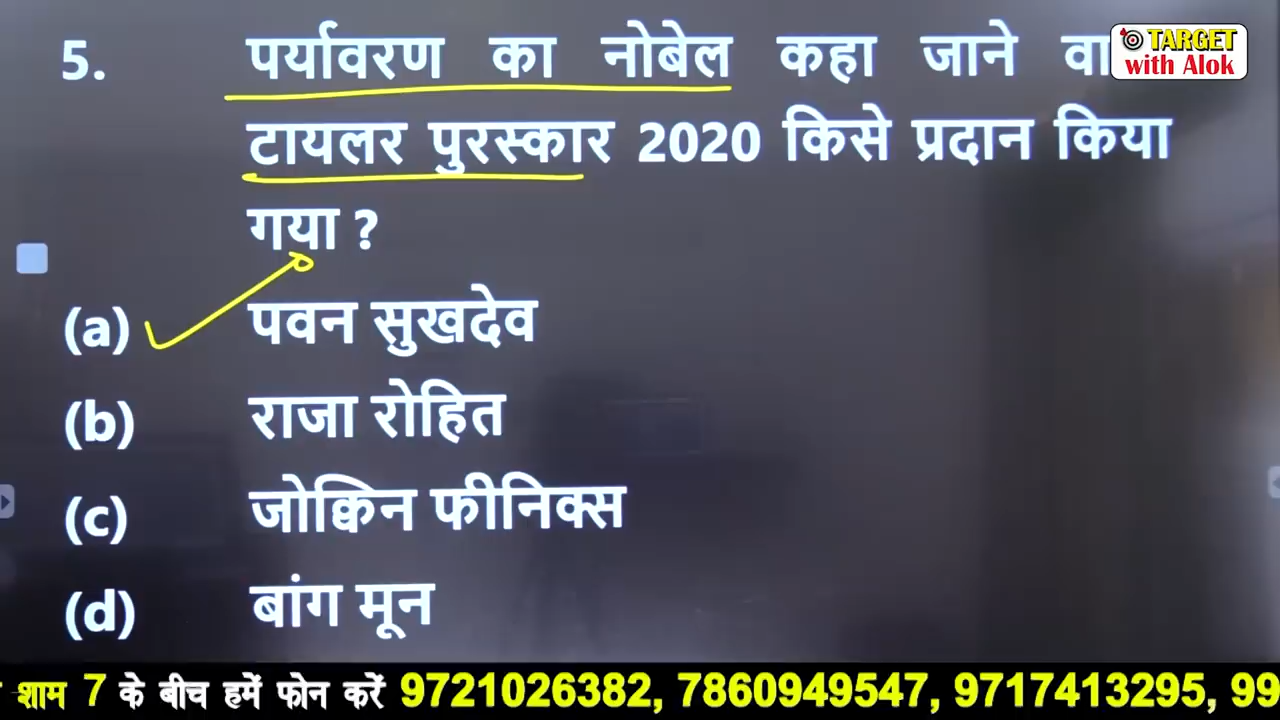 5. पर्यावरण का नोबेल कहा जाने
टायलर पुरस्कार 2020 किसे प्रदान किया
गया ?
(a) पवन सुखदेव
(b) राजा रोहित
(c) जोक्विन फीनिक्स
(d) बांग मून
TARGET
with Alok
शाम 7 के बीच हमें फोन करें 9721026382, 7860949547, 9717413295, 99